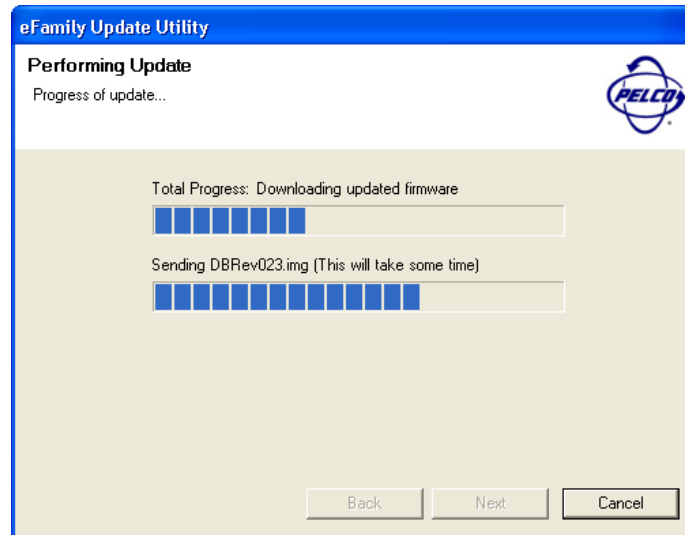 eFamily Update Utility
Performing Update
Progress of update...
PELCO
Total Progress: Downloading updated firmware
Sending DBRev023.img (This will take some time)
Back
Next
Cancel